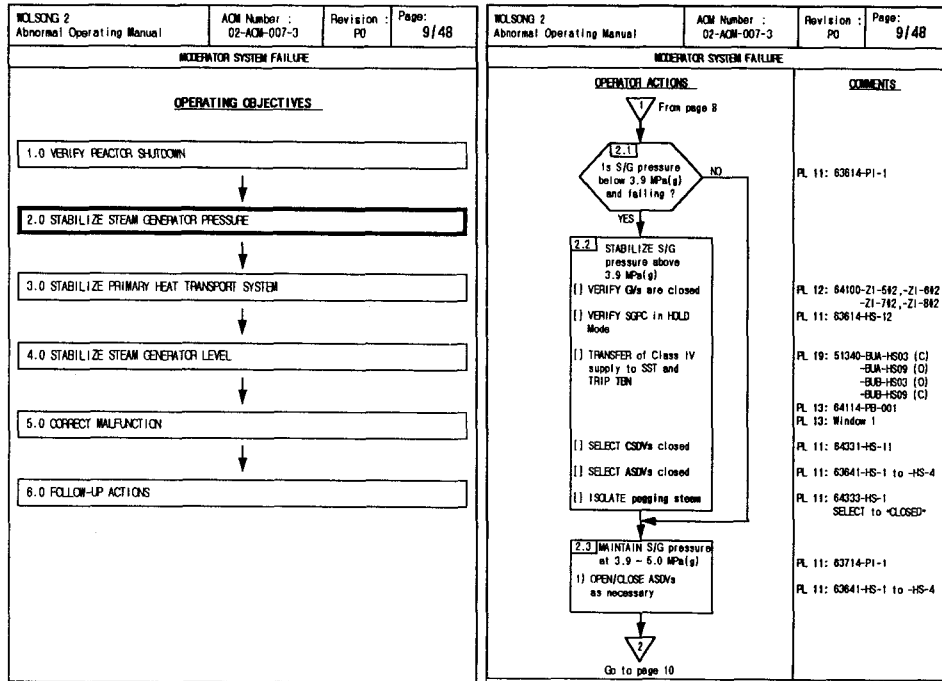 WOLSONG 2
Abnormal Operating Manual
AOM Number :
02-AOM-007-3
Revision :
P0
Page:
9/48
MODERATOR SYSTEM FAILURE
OPERATING OBJECTIVES
1.0 VERIFY REACTOR SHUTDOWN
2.0 STABILIZE STEAM GENERATOR PRESSURE
3.0 STABILIZE PRIMARY HEAT TRANSPORT SYSTEM
4.0 STABILIZE STEAM GENERATOR LEVEL
5.0 CORRECT MALFUNCTION
6.0 FOLLOW-UP ACTIONS
WOLSONG 2
Abnormal Operating Manual
AOM Number :
02-AOM-007-3
Revision :
P0
Page:
9/48
MODERATOR SYSTEM FAILURE
OPERATOR ACTIONS
COMMENTS
1
From page 8
2.1
Is S/G pressure
below 3.9 MPa(g)
and falling ?
NO
PL 11: 63614-PI-1
YES
2.2 STABILIZE S/G
pressure above
3.9 MPa(g)
[] VERIFY GVs are closed
PL 12: 64100-ZI-5#2,-ZI-6#2
-ZI-7#2,-ZI-8#2
[] VERIFY SGPC in HOLD
Mode
PL 11: 63614-HS-12
[] TRANSFER of Class IV
supply to SST and
TRIP TBN
PL 19: 51340-BUA-HS03 (C)
-BUA-HS09 (O)
-BUB-HS03 (O)
-BUB-HS09 (C)
PL 13: 64114-PB-001
PL 13: Window 1
[] SELECT CSDVs closed
PL 11: 64331-HS-11
[] SELECT ASDVs closed
PL 11: 63641-HS-1 to -HS-4
[] ISOLATE pegging steam
PL 11: 64333-HS-1
SELECT to "CLOSED"
2.3 MAINTAIN S/G pressure
at 3.9 ~ 5.0 MPa(g)
PL 11: 63714-PI-1
1) OPEN/CLOSE ASDVs
as necessary
PL 11: 63641-HS-1 to -HS-4
2
Go to page 10